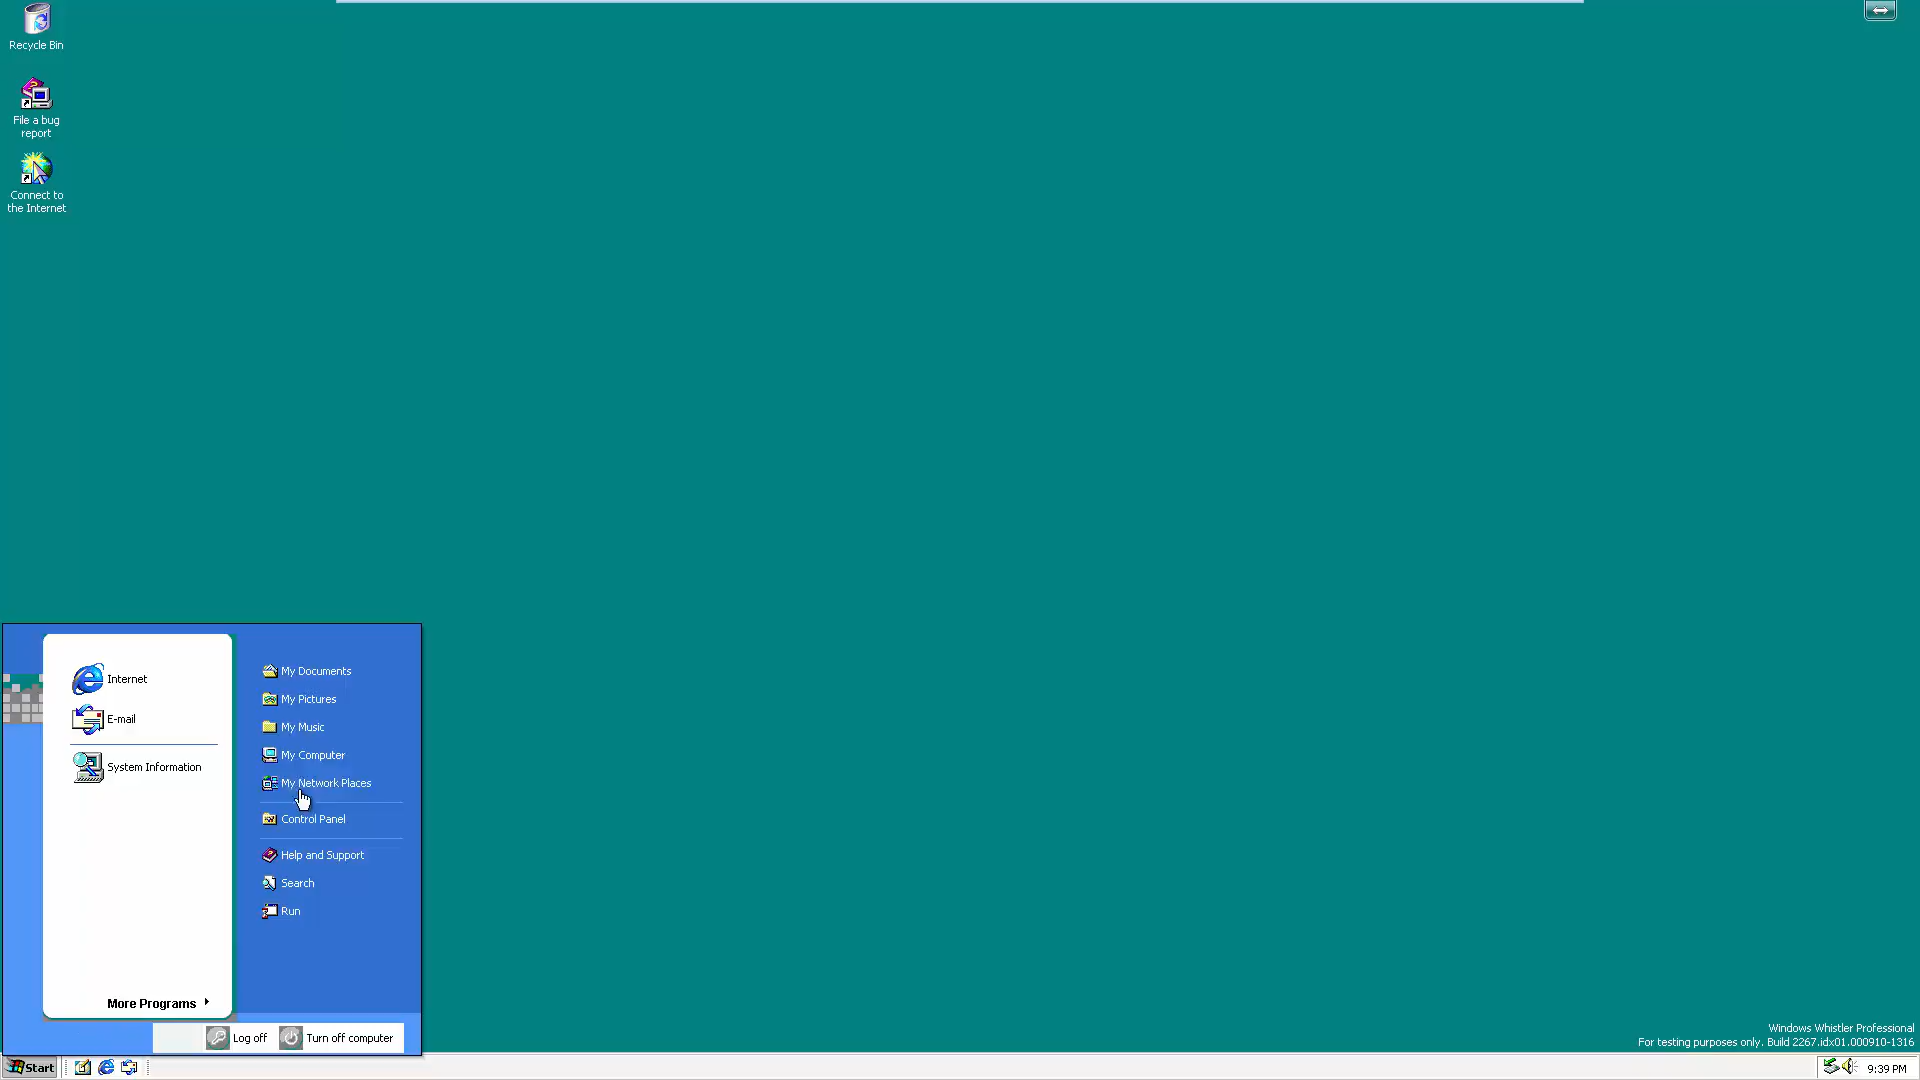 Recycle Bin
File a bug
report
Connect to
the Internet
Internet
E-mail
System Information
More Programs
My Documents
My Pictures
My Music
My Computer
My Network Places
Control Panel
Help and Support
Search
Run
Log off
Turn off computer
Windows Whistler Professional
For testing purposes only. Build 2267.idx01.000910-1316
Start
9:39 PM